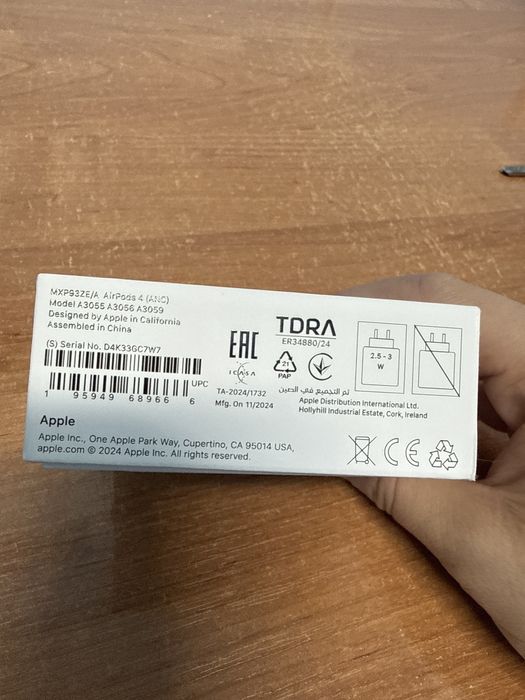 MXP93ZE/A AirPods 4 (ANC)
Model A3055 A3056 A3059
Designed by Apple in California
Assembled in China
(S) Serial No. D4K33GC7W7
UPC
1 95949 68966 6
EAC
ICASA
TA-2024/1732
Mfg. On 11/2024
TDRA
ER34880/24
21
PAP
2.5 - 3
W
تم التجميع في الصين
Apple Distribution International Ltd.
Hollyhill Industrial Estate, Cork, Ireland
Apple
Apple Inc., One Apple Park Way, Cupertino, CA 95014 USA,
apple.com © 2024 Apple Inc. All rights reserved.
CE